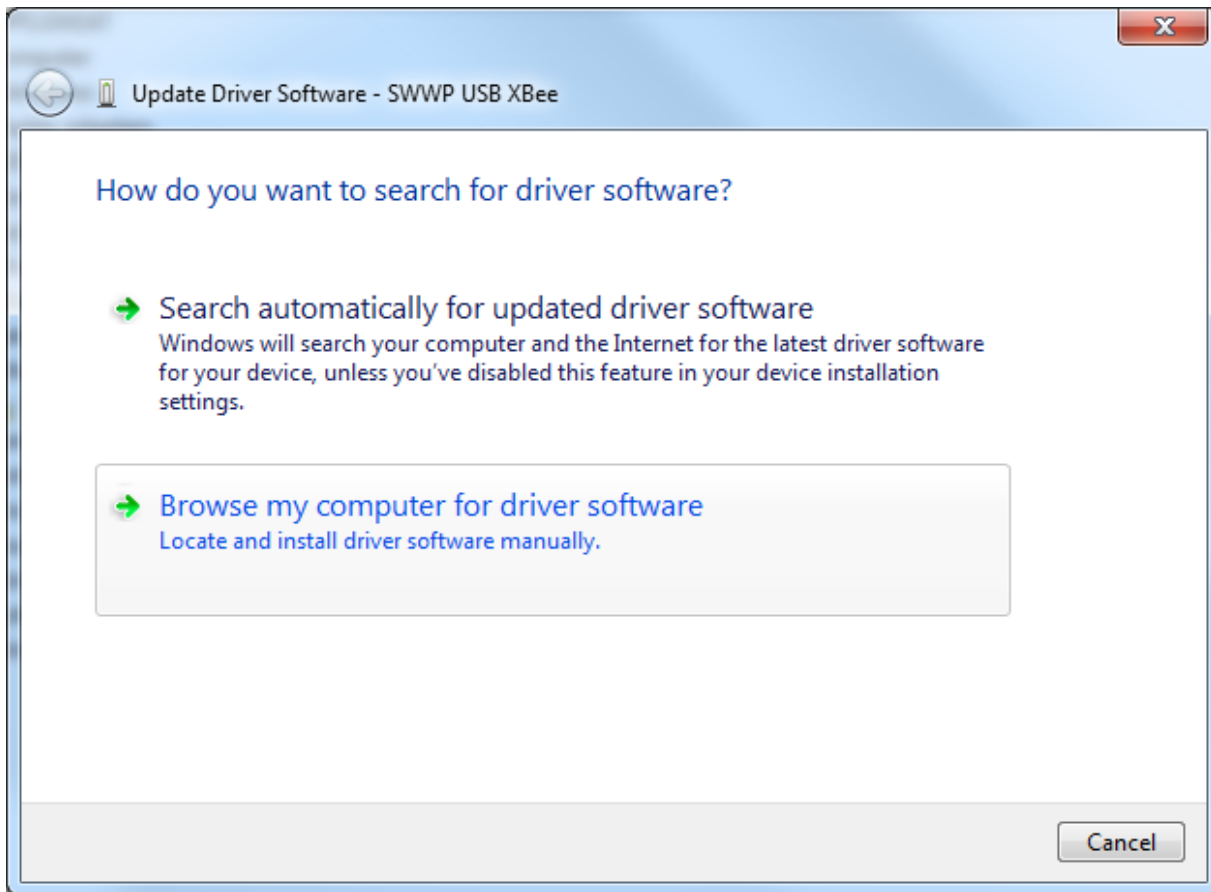 Update Driver Software - SWWP USB XBee
How do you want to search for driver software?
Search automatically for updated driver software
Windows will search your computer and the Internet for the latest driver software
for your device, unless you've disabled this feature in your device installation
settings.
Browse my computer for driver software
Locate and install driver software manually.
Cancel